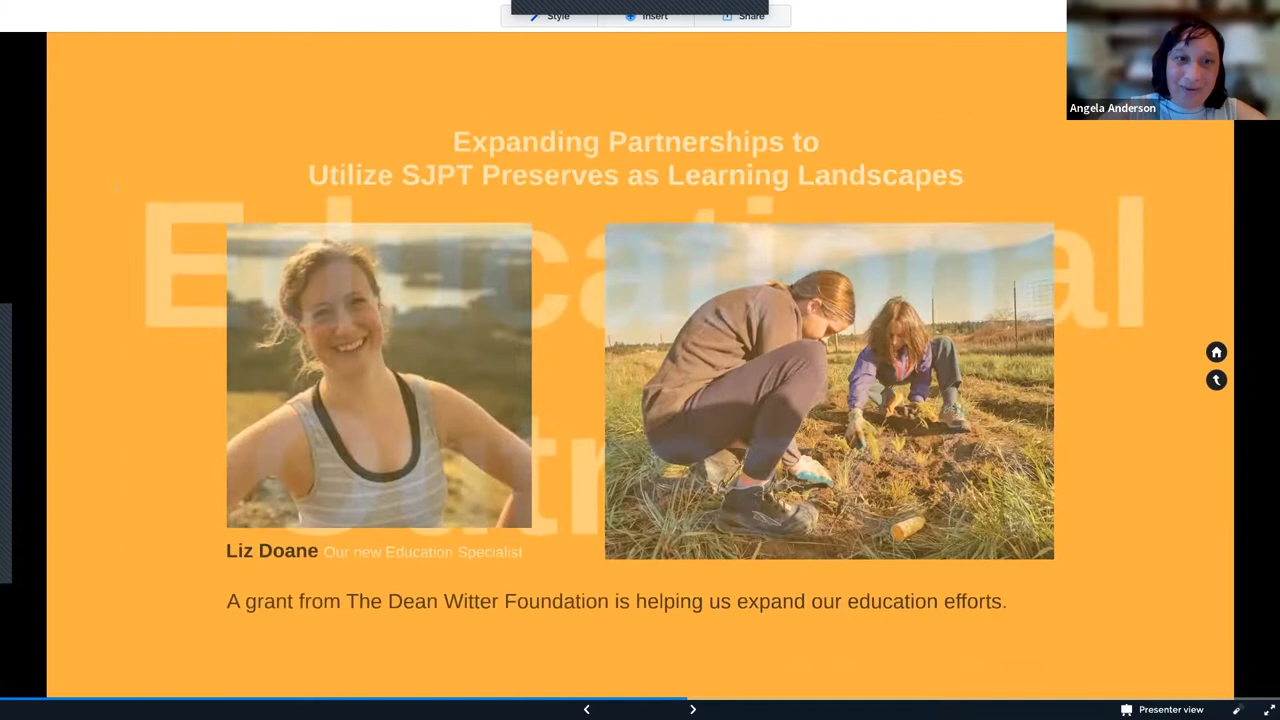 Style
Insert
Share
Angela Anderson
Expanding Partnerships to
Utilize SJPT Preserves as Learning Landscapes
Educational
Liz Doane Our new Education Specialist
A grant from The Dean Witter Foundation is helping us expand our education efforts.
Presenter view